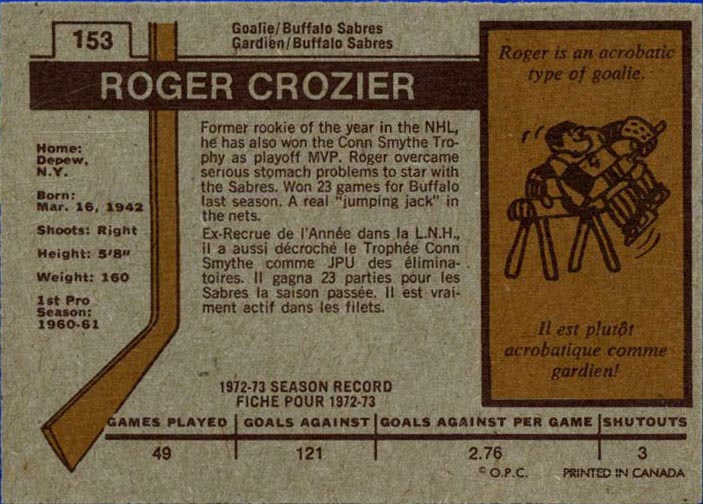 153
Goalie/Buffalo Sabres
Gardien/Buffalo Sabres
ROGER CROZIER
Home:
Depew,
N.Y.
Born:
Mar. 16, 1942
Shoots: Right
Height: 5'8"
Weight: 160
1st Pro
Season:
1960-61
Former rookie of the year in the NHL,
he has also won the Conn Smythe Tro-
phy as playoff MVP. Roger overcame
serious stomach problems to star with
the Sabres. Won 23 games for Buffalo
last season. A real "jumping jack" in
the nets.
Ex-Recrue de l'Année dans la L.N.H.,
il a aussi décroché le Trophée Conn
Smythe comme JPU des élimina-
toires. Il gagna 23 parties pour les
Sabres la saison passée. Il est vrai-
ment actif dans les filets.
Roger is an acrobatic
type of goalie.
Il est plutôt
acrobatique comme
gardien!
1972-73 SEASON RECORD
FICHE POUR 1972-73
GAMES PLAYED GOALS AGAINST GOALS AGAINST PER GAME SHUTOUTS
49 121 2.76 3
© O.P.C. PRINTED IN CANADA